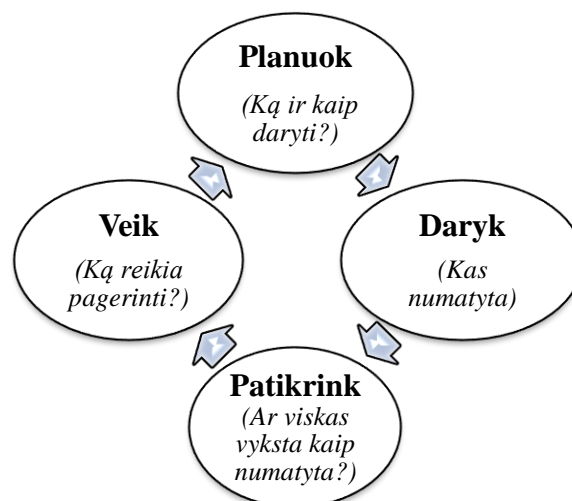 Planuok
(Ką ir kaip
daryti?)
Veik
(Ką reikia
pagerinti?)
Daryk
(Kas
numatyta)
Patikrink
(Ar viskas
vyksta kaip
numatyta?)